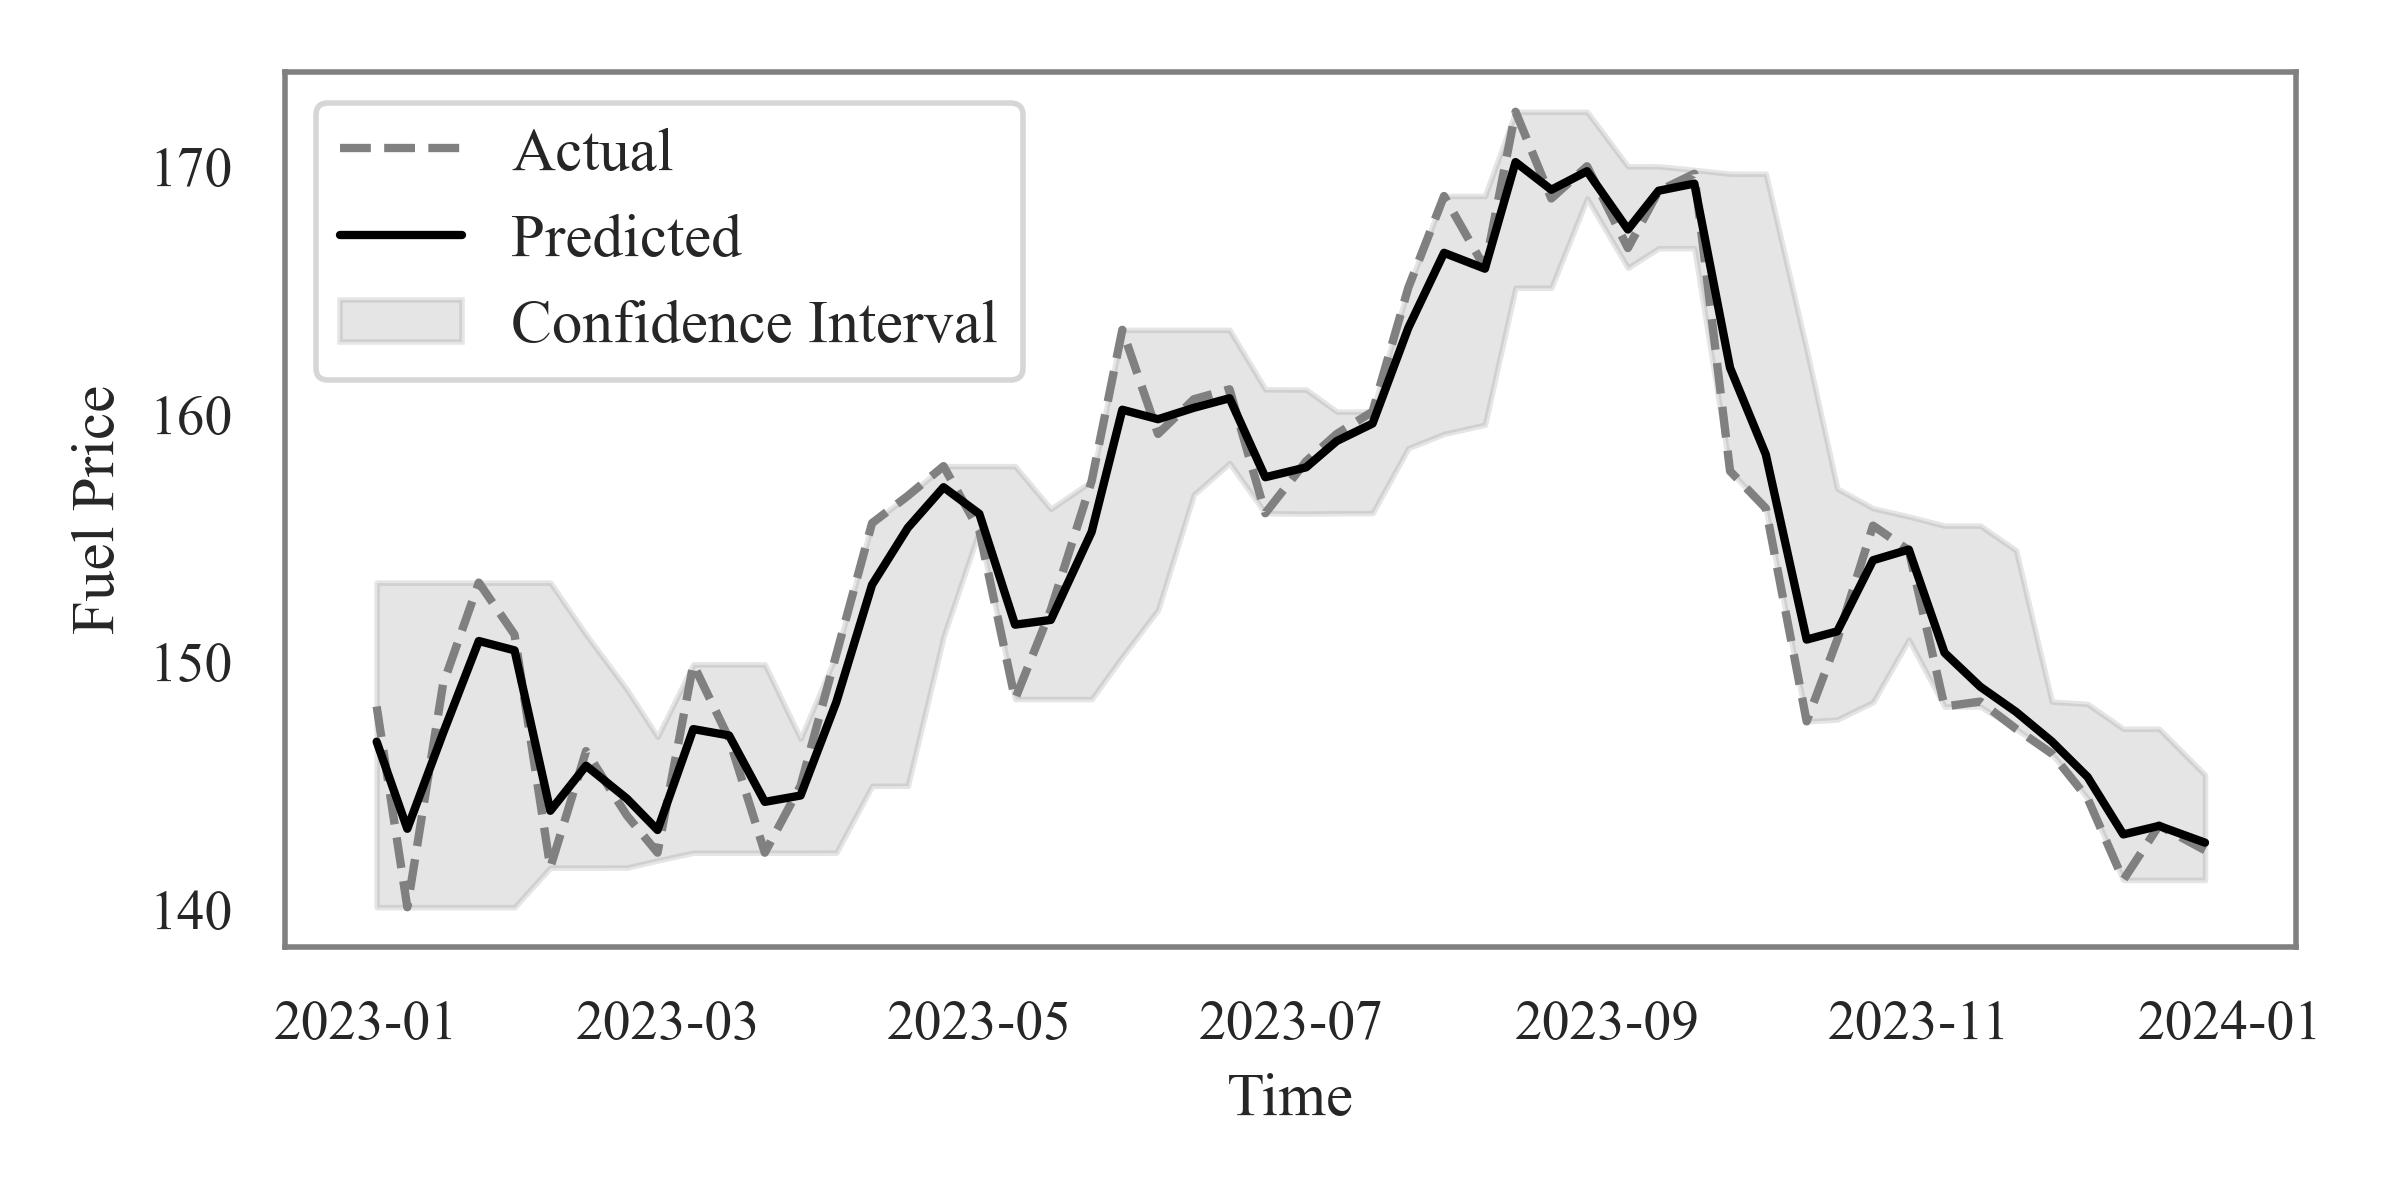 Actual
Predicted
Confidence Interval
170
160
150
140
Fuel Price
2023-01 2023-03 2023-05 2023-07 2023-09 2023-11 2024-01
Time